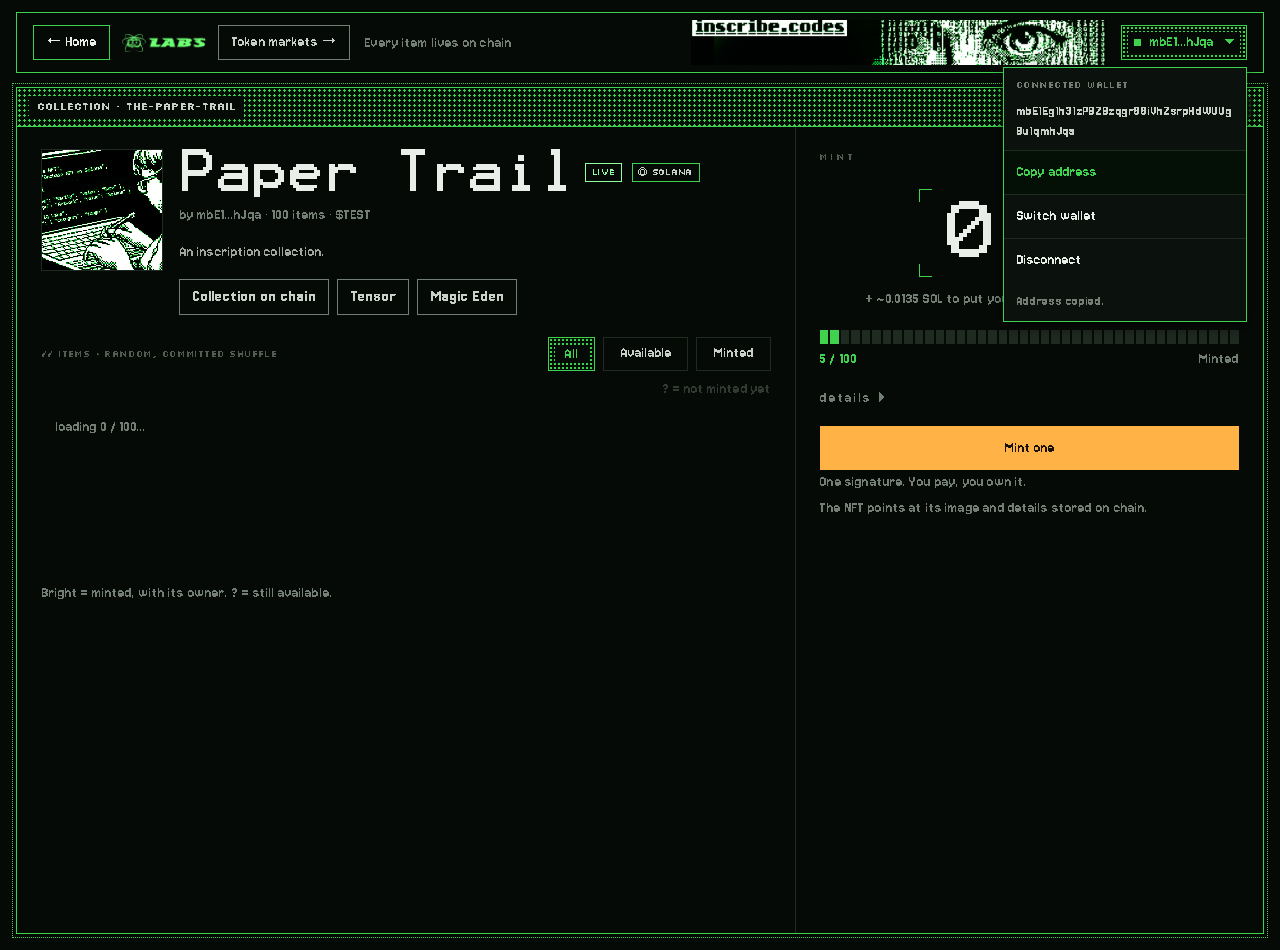 ← Home
LABS
Token markets →
Every item lives on chain
inscribe.codes
mbE1...hJqa
COLLECTION · THE-PAPER-TRAIL
CONNECTED WALLET
Copy address
Switch wallet
Disconnect
Address copied.
Paper Trail
LIVE
SOLANA
by mbE1...hJqa · 100 items · $TEST
An inscription collection.
Collection on chain
Tensor
Magic Eden
// ITEMS · RANDOM, COMMITTED SHUFFLE
All
Available
Minted
? = not minted yet
loading 0 / 100...
Bright = minted, with its owner. ? = still available.
MINT
0
+ ~0.0135 SOL to put you
5 / 100
Minted
details
Mint one
One signature. You pay, you own it.
The NFT points at its image and details stored on chain.